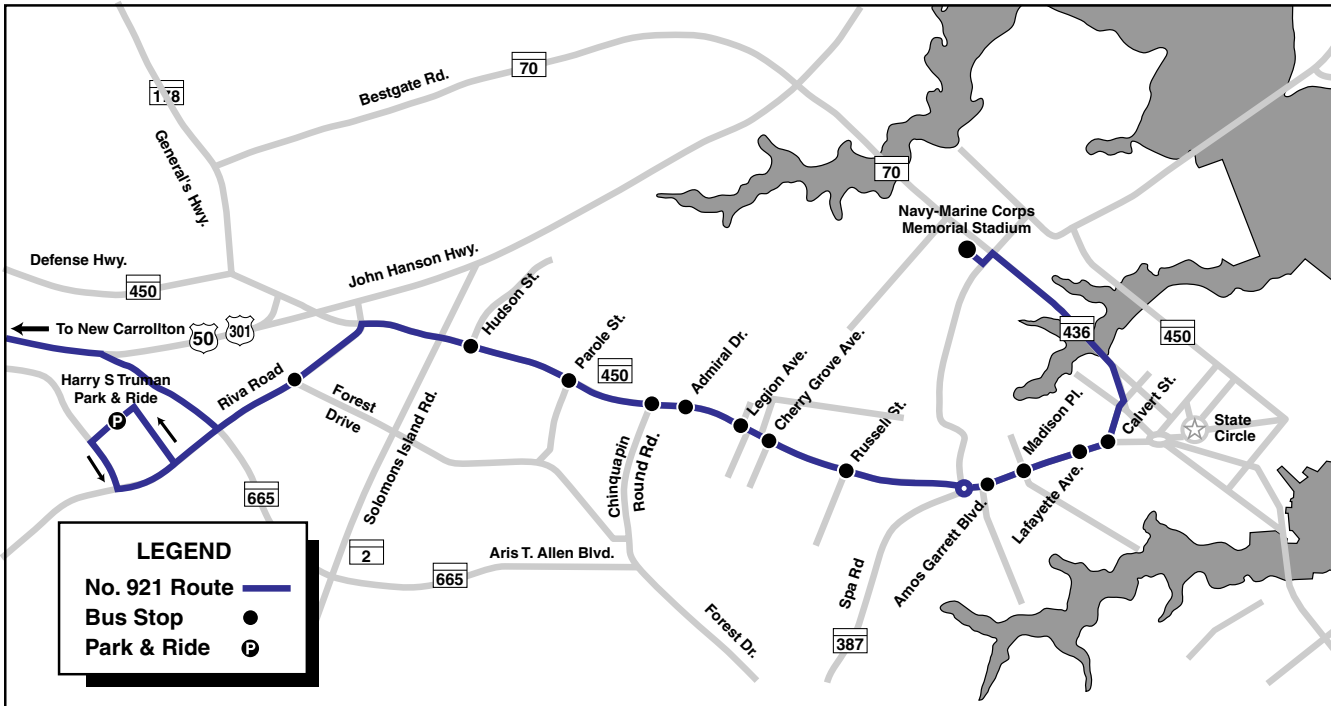 178
Bestgate Rd.
70
General's Hwy.
70
Navy-Marine Corps
Memorial Stadium
Defense Hwy.
450
John Hanson Hwy.
To New Carrollton
50
301
Hudson St.
436
450
Harry S Truman
Park & Ride
P
Riva Road
Forest
Drive
Parole St.
450
Admiral Dr.
Legion Ave.
Cherry Grove Ave.
Russell St.
Madison Pl.
Calvert St.
State
Circle
Solomons Island Rd.
Chinquapin
Round Rd.
Lafayette Ave.
Amos Garrett Blvd.
665
2
Aris T. Allen Blvd.
665
Spa Rd
387
Forest Dr.
LEGEND
No. 921 Route
Bus Stop
Park & Ride P